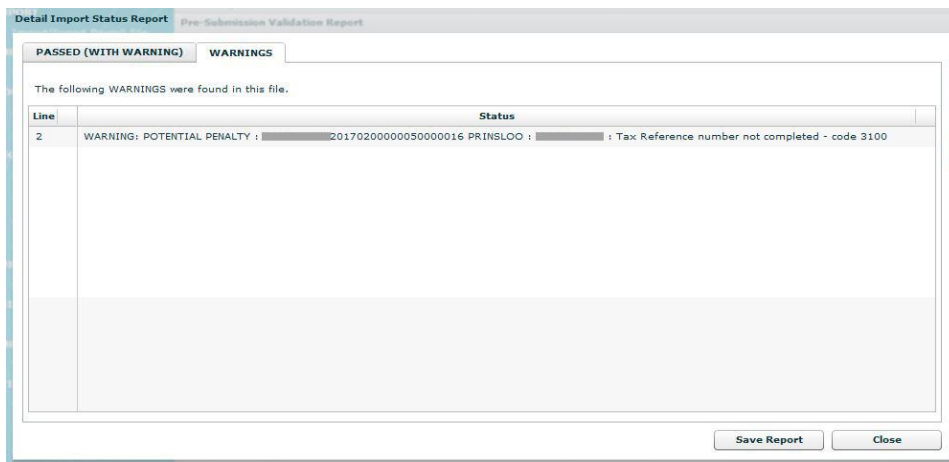 Detail Import Status Report Pre-Submission Validation Report
PASSED (WITH WARNING) WARNINGS
The following WARNINGS were found in this file.
Line Status
2 WARNING: POTENTIAL PENALTY : 20170200000050000016 PRINSLOO : : Tax Reference number not completed - code 3100
Save Report Close